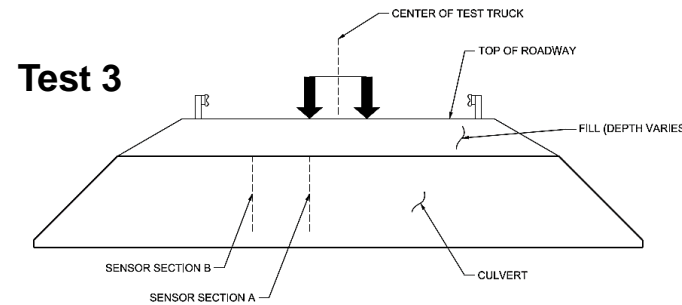 CENTER OF TEST TRUCK
TOP OF ROADWAY
Test 3
FILL (DEPTH VARIES
SENSOR SECTION B
CULVERT
SENSOR SECTION A